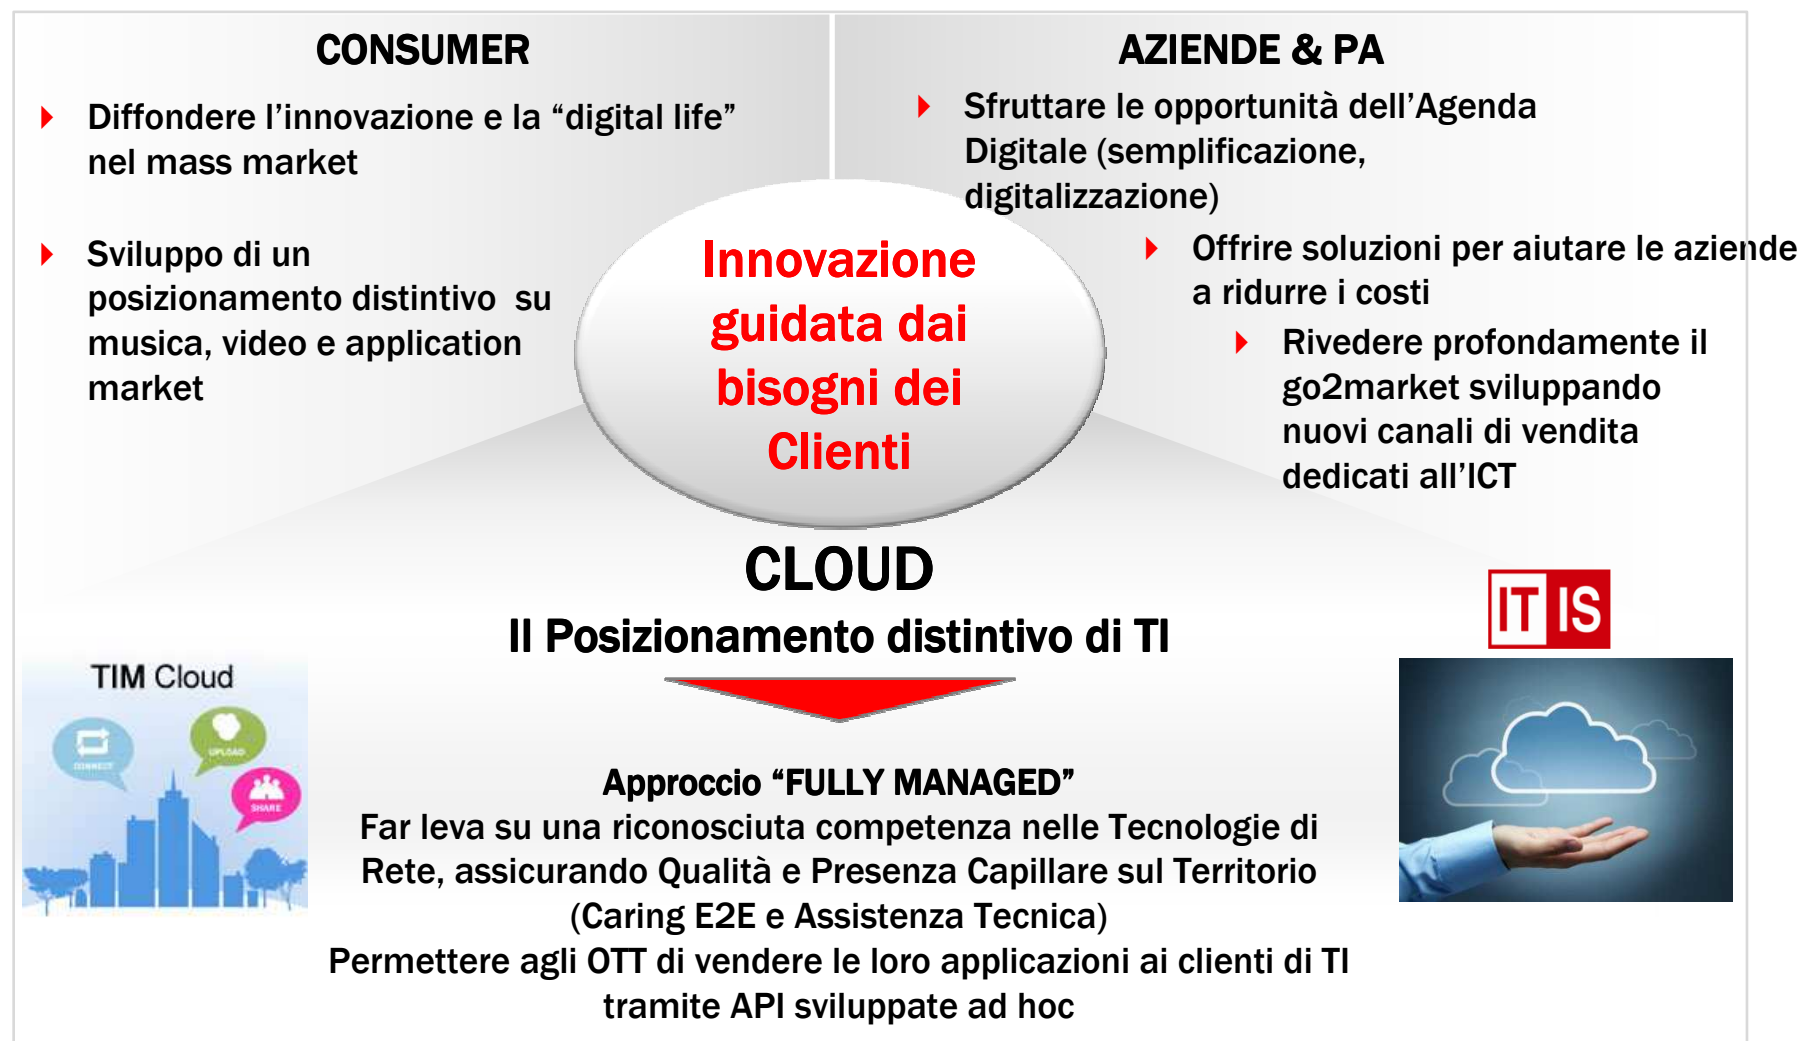 CONSUMER
Diffondere l’innovazione e la “digital life”
nel mass market
Sviluppo di un
posizionamento distintivo su
musica, video e application
market
AZIENDE & PA
Sfruttare le opportunità dell’Agenda
Digitale (semplificazione,
digitalizzazione)
Offrire soluzioni per aiutare le aziende
a ridurre i costi
Rivedere profondamente il
go2market sviluppando
nuovi canali di vendita
dedicati all’ICT
Innovazione
guidata dai
bisogni dei
Clienti
CLOUD
Il Posizionamento distintivo di TI
IT IS
TIM Cloud
CONNECT
UPLOAD
SHARE
Approccio “FULLY MANAGED”
Far leva su una riconosciuta competenza nelle Tecnologie di
Rete, assicurando Qualità e Presenza Capillare sul Territorio
(Caring E2E e Assistenza Tecnica)
Permettere agli OTT di vendere le loro applicazioni ai clienti di TI
tramite API sviluppate ad hoc